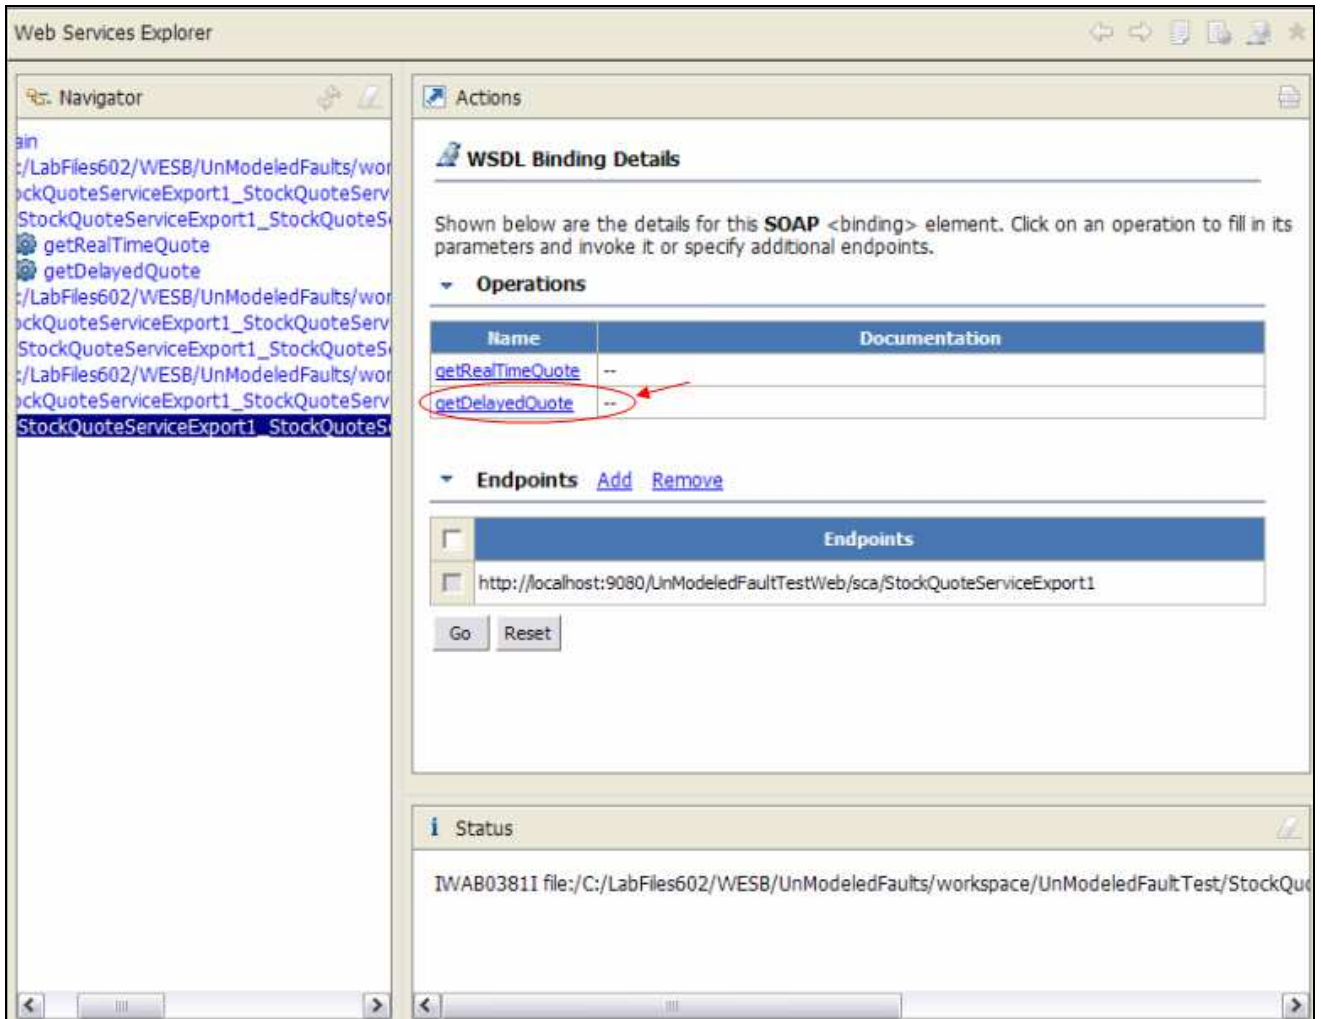 Web Services Explorer
Navigator
ain
:/LabFiles602/WESB/UnModeledFaults/wor
ockQuoteServiceExport1_StockQuoteServ
StockQuoteServiceExport1_StockQuoteS
getRealTimeQuote
getDelayedQuote
:/LabFiles602/WESB/UnModeledFaults/wor
ockQuoteServiceExport1_StockQuoteServ
StockQuoteServiceExport1_StockQuoteS
:/LabFiles602/WESB/UnModeledFaults/wor
ockQuoteServiceExport1_StockQuoteServ
StockQuoteServiceExport1_StockQuoteS
Actions
WSDL Binding Details
Shown below are the details for this SOAP <binding> element. Click on an operation to fill in its
parameters and invoke it or specify additional endpoints.
Operations
Name Documentation
getRealTimeQuote --
getDelayedQuote --
Endpoints Add Remove
Endpoints
http://localhost:9080/UnModeledFaultTestWeb/sca/StockQuoteServiceExport1
Go Reset
i Status
IWAB0381I file:/C:/LabFiles602/WESB/UnModeledFaults/workspace/UnModeledFaultTest/StockQuo